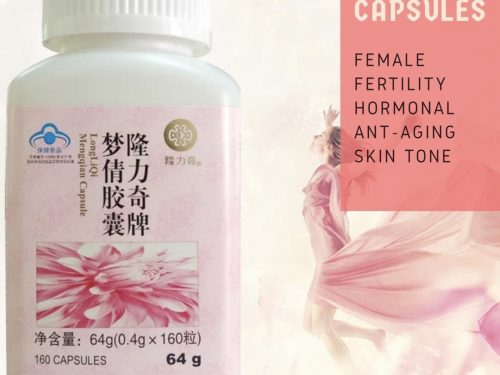 CAPSULES
FEMALE
FERTILITY
HORMONAL
ANT-AGING
SKIN TONE
保健食品
隆力奇®
隆力奇牌
梦倩胶囊
LongLiQi
Mengqian Capsule
净含量：64g(0.4g×160粒)
160 CAPSULES
64 g